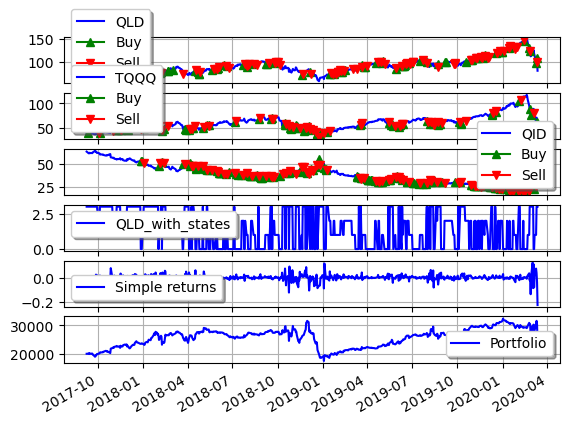 QLD
Buy
Sell
150
100
TQQQ
Buy
Sell
100
50
QID
Buy
Sell
50
25
QLD_with_states
2.5
0.0
Simple returns
0.0
−0.2
Portfolio
30000
20000
2017-10
2018-01
2018-04
2018-07
2018-10
2019-01
2019-04
2019-07
2019-10
2020-01
2020-04